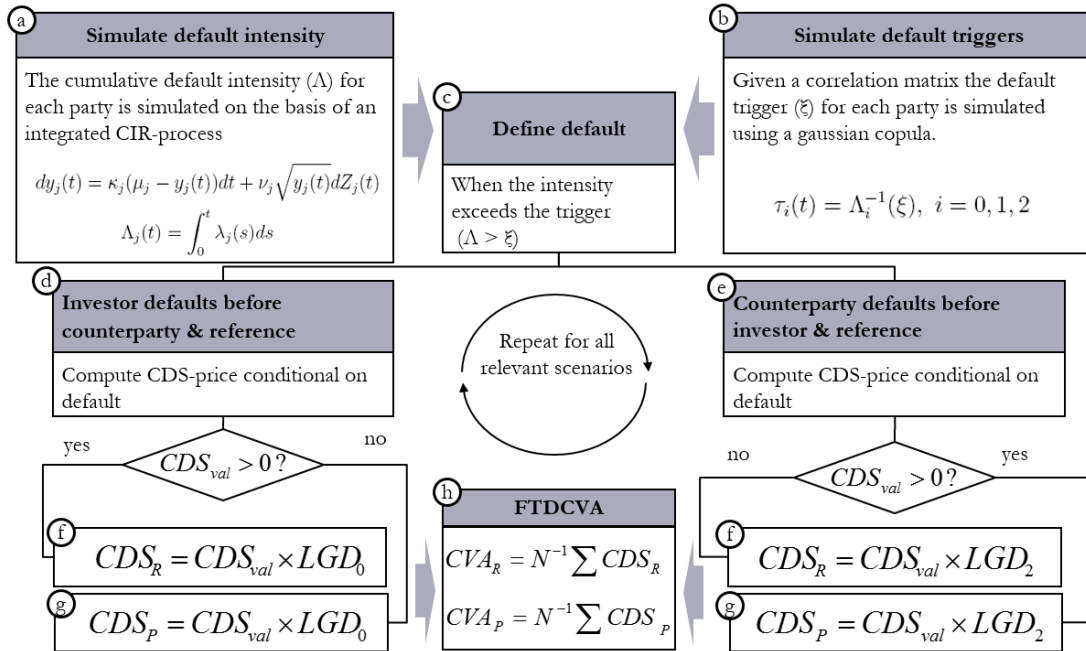 a
Simulate default intensity
The cumulative default intensity (Λ) for
each party is simulated on the basis of an
integrated CIR-process
dy_j(t) = κ_j(μ_j − y_j(t))dt + ν_j√y_j(t)dZ_j(t)
Λ_j(t) = ∫_0^t λ_j(s)ds
b
Simulate default triggers
Given a correlation matrix the default
trigger (ξ) for each party is simulated
using a gaussian copula.
τ_i(t) = Λ_i^{-1}(ξ), i = 0, 1, 2
c
Define default
When the intensity
exceeds the trigger
(Λ > ξ)
d
Investor defaults before
counterparty & reference
Compute CDS-price conditional on
default
yes
no
CDS_val > 0 ?
f
CDS_R = CDS_val × LGD_0
g
CDS_P = CDS_val × LGD_0
Repeat for all
relevant scenarios
e
Counterparty defaults before
investor & reference
Compute CDS-price conditional on
default
no
yes
CDS_val > 0 ?
f
CDS_R = CDS_val × LGD_2
g
CDS_P = CDS_val × LGD_2
h
FTDCVA
CVA_R = N^{-1} ∑ CDS_R
CVA_P = N^{-1} ∑ CDS_P